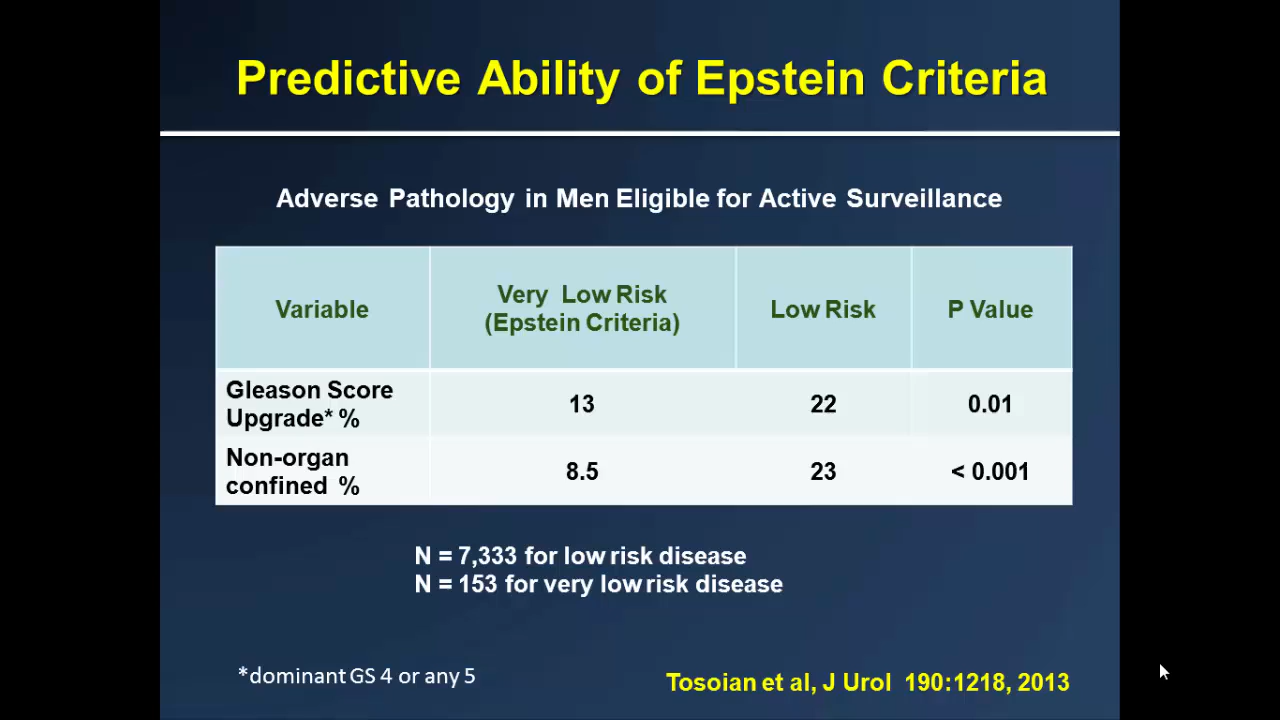 Predictive Ability of Epstein Criteria
Adverse Pathology in Men Eligible for Active Surveillance
Variable
Very Low Risk
(Epstein Criteria)
Low Risk
P Value
Gleason Score
Upgrade* %
13
22
0.01
Non-organ
confined %
8.5
23
< 0.001
N = 7,333 for low risk disease
N = 153 for very low risk disease
*dominant GS 4 or any 5
Tosoian et al, J Urol 190:1218, 2013